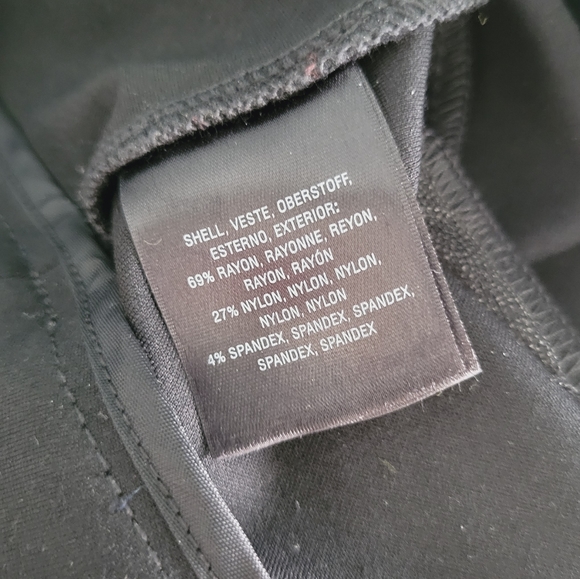 SHELL, VESTE, OBERSTOFF,
ESTERNO, EXTERIOR:
69% RAYON, RAYONNE, REYON,
RAYON, RAYÓN
27% NYLON, NYLON, NYLON,
NYLON, NYLON
4% SPANDEX, SPANDEX, SPANDEX,
SPANDEX, SPANDEX